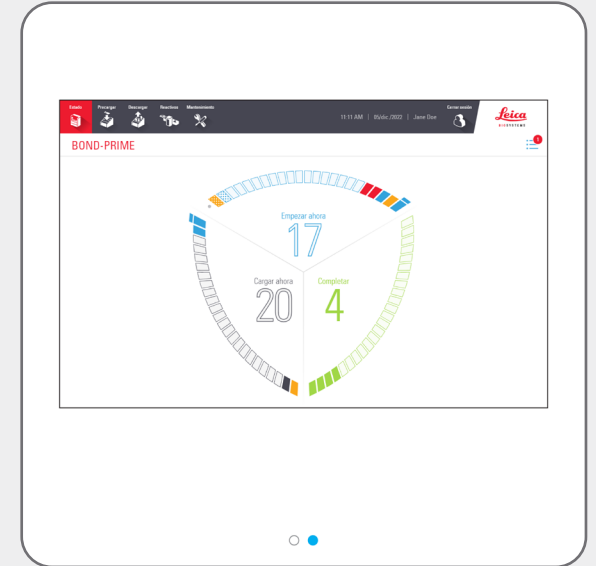 Estado
Precargar
Descargar
Reactivos
Mantenimiento
11:11 AM | 05/dic./2022 | Jane Doe
Cerrar sesión
Leica
BIOSYSTEMS
BOND-PRIME
1
Empezar ahora
17
Cargar ahora
20
Completar
4